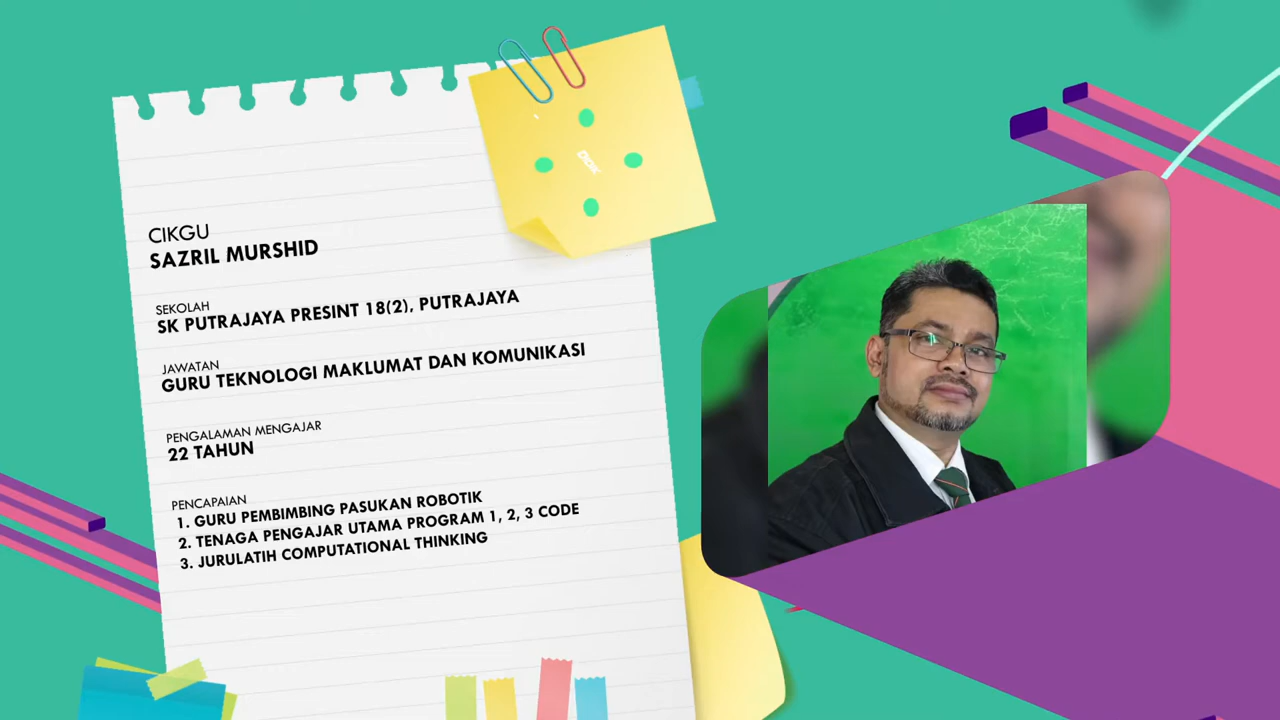 CIKGU
SAZRIL MURSHID
SEKOLAH
SK PUTRAJAYA PRESINT 18(2), PUTRAJAYA
JAWATAN
GURU TEKNOLOGI MAKLUMAT DAN KOMUNIKASI
PENGALAMAN MENGAJAR
22 TAHUN
PENCAPAIAN
1. GURU PEMBIMBING PASUKAN ROBOTIK
2. TENAGA PENGAJAR UTAMA PROGRAM 1, 2, 3 CODE
3. JURULATIH COMPUTATIONAL THINKING